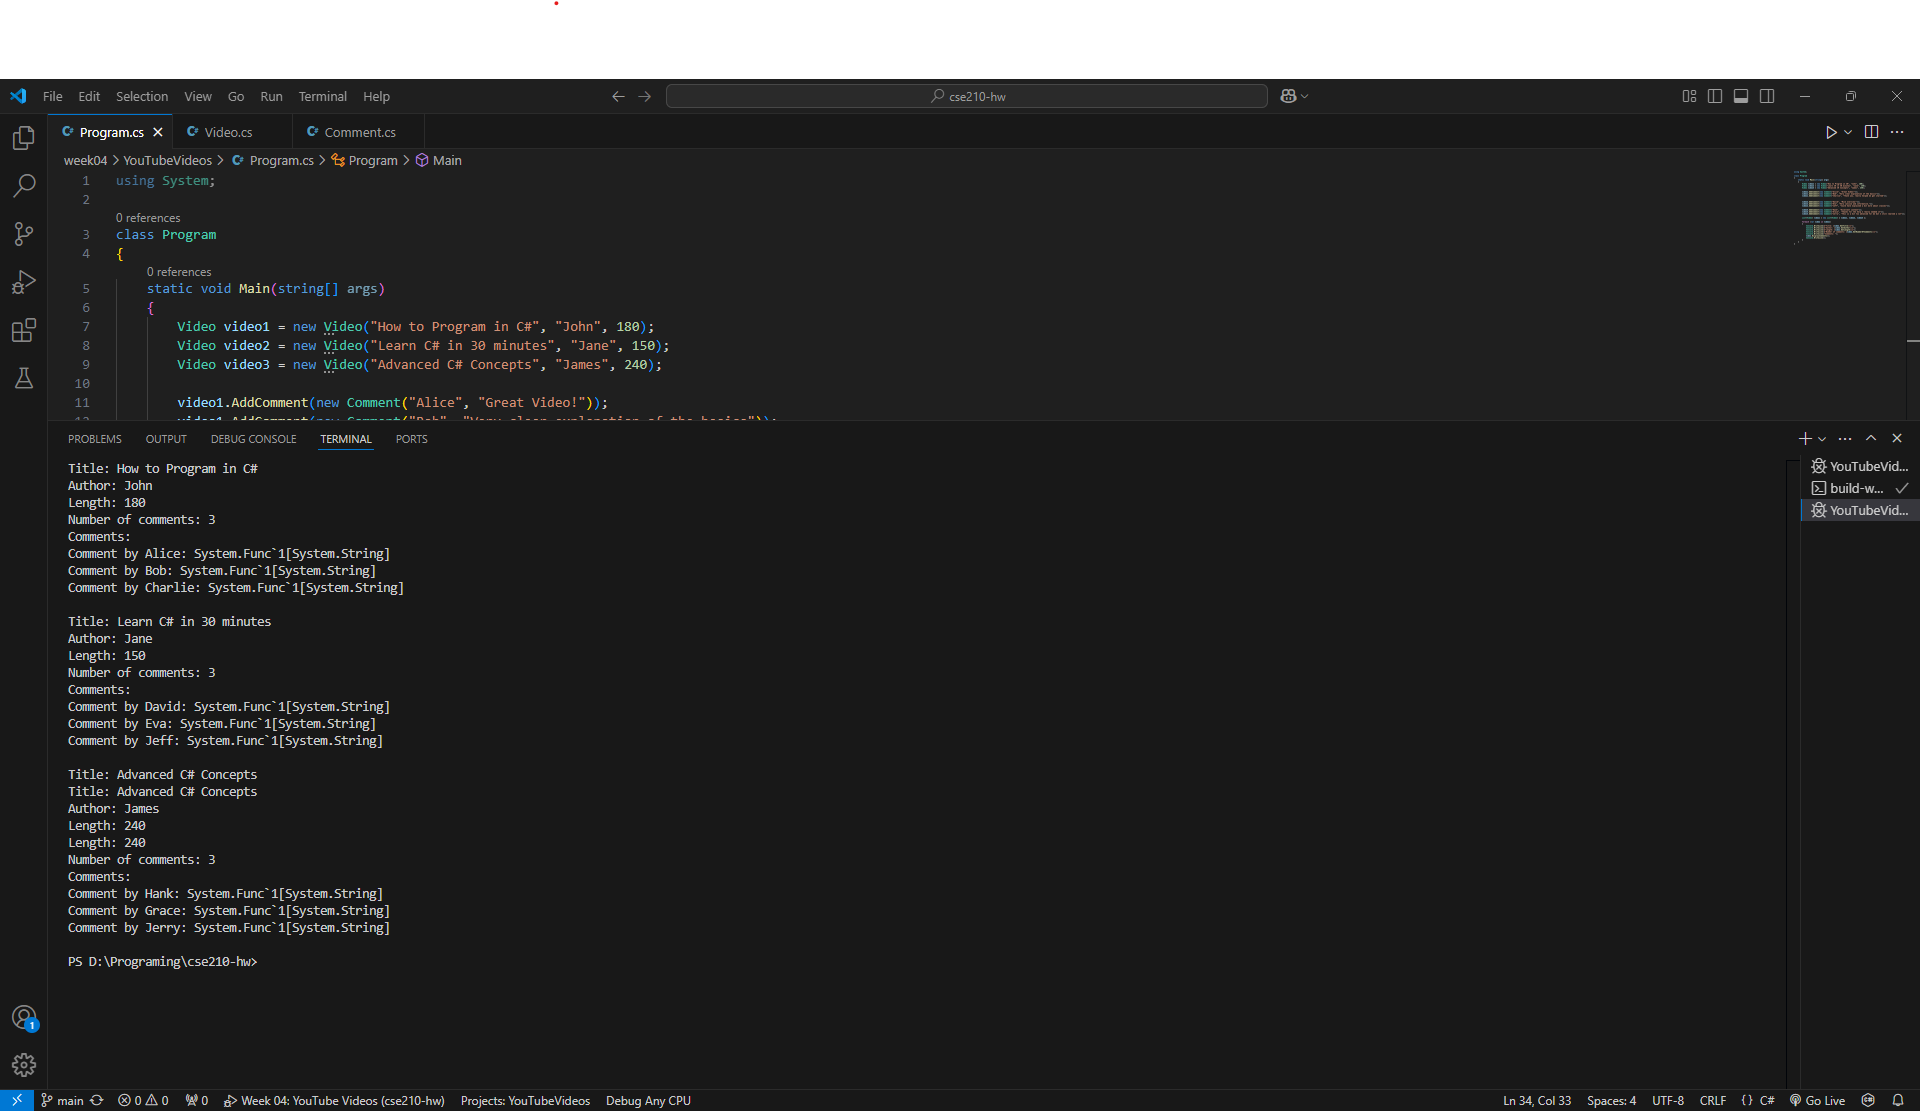 File Edit Selection View Go Run Terminal Help
cse210-hw
Program.cs
Video.cs
Comment.cs
week04 > YouTubeVideos > Program.cs > Program > Main
1 using System;
2
0 references
3 class Program
4 {
0 references
5 static void Main(string[] args)
6 {
7 Video video1 = new Video("How to Program in C#", "John", 180);
8 Video video2 = new Video("Learn C# in 30 minutes", "Jane", 150);
9 Video video3 = new Video("Advanced C# Concepts", "James", 240);
10
11 video1.AddComment(new Comment("Alice", "Great Video!"));
PROBLEMS OUTPUT DEBUG CONSOLE TERMINAL PORTS
Title: How to Program in C#
Author: John
Length: 180
Number of comments: 3
Comments:
Comment by Alice: System.Func`1[System.String]
Comment by Bob: System.Func`1[System.String]
Comment by Charlie: System.Func`1[System.String]
Title: Learn C# in 30 minutes
Author: Jane
Length: 150
Number of comments: 3
Comments:
Comment by David: System.Func`1[System.String]
Comment by Eva: System.Func`1[System.String]
Comment by Jeff: System.Func`1[System.String]
Title: Advanced C# Concepts
Title: Advanced C# Concepts
Author: James
Length: 240
Length: 240
Number of comments: 3
Comments:
Comment by Hank: System.Func`1[System.String]
Comment by Grace: System.Func`1[System.String]
Comment by Jerry: System.Func`1[System.String]
PS D:\Programing\cse210-hw>
YouTubeVid...
build-w...
YouTubeVid...
1
main 0 0 0 Week 04: YouTube Videos (cse210-hw) Projects: YouTubeVideos Debug Any CPU Ln 34, Col 33 Spaces: 4 UTF-8 CRLF {} C# Go Live